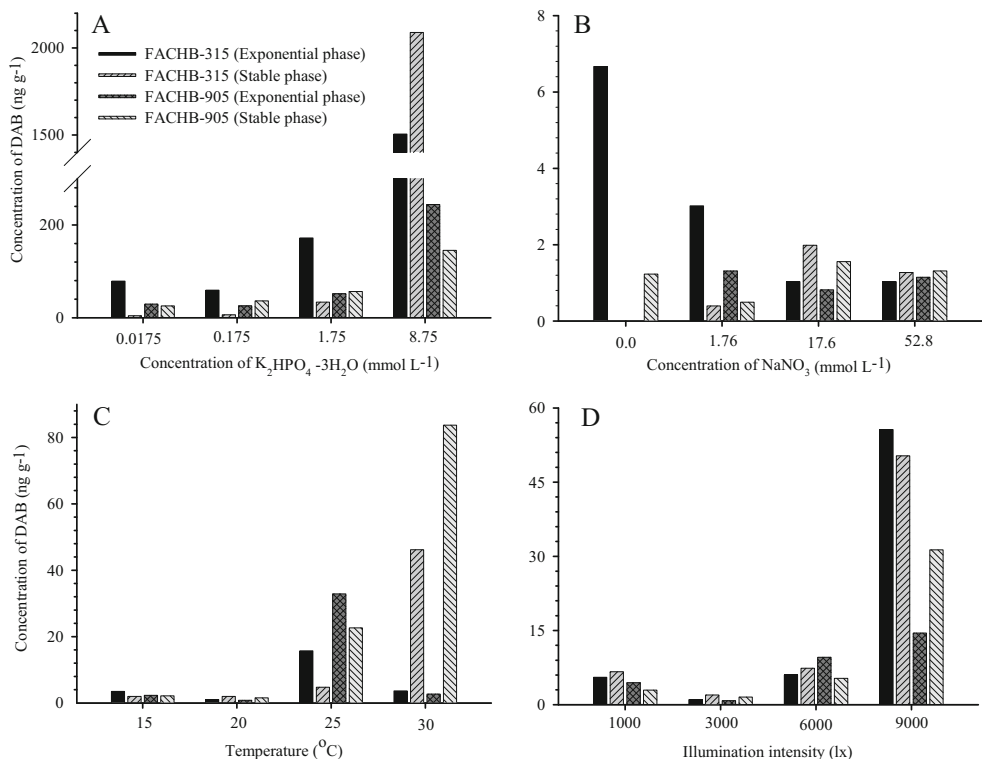 A
FACHB-315 (Exponential phase)
FACHB-315 (Stable phase)
FACHB-905 (Exponential phase)
FACHB-905 (Stable phase)
Concentration of DAB (ng g-1)
2000
1500
200
0
0.0175 0.175 1.75 8.75
Concentration of K2HPO4 -3H2O (mmol L-1)
B
8
6
4
2
0
0.0 1.76 17.6 52.8
Concentration of NaNO3 (mmol L-1)
C
Concentration of DAB (ng g-1)
80
60
40
20
0
15 20 25 30
Temperature (oC)
D
60
45
30
15
0
1000 3000 6000 9000
Illumination intensity (lx)